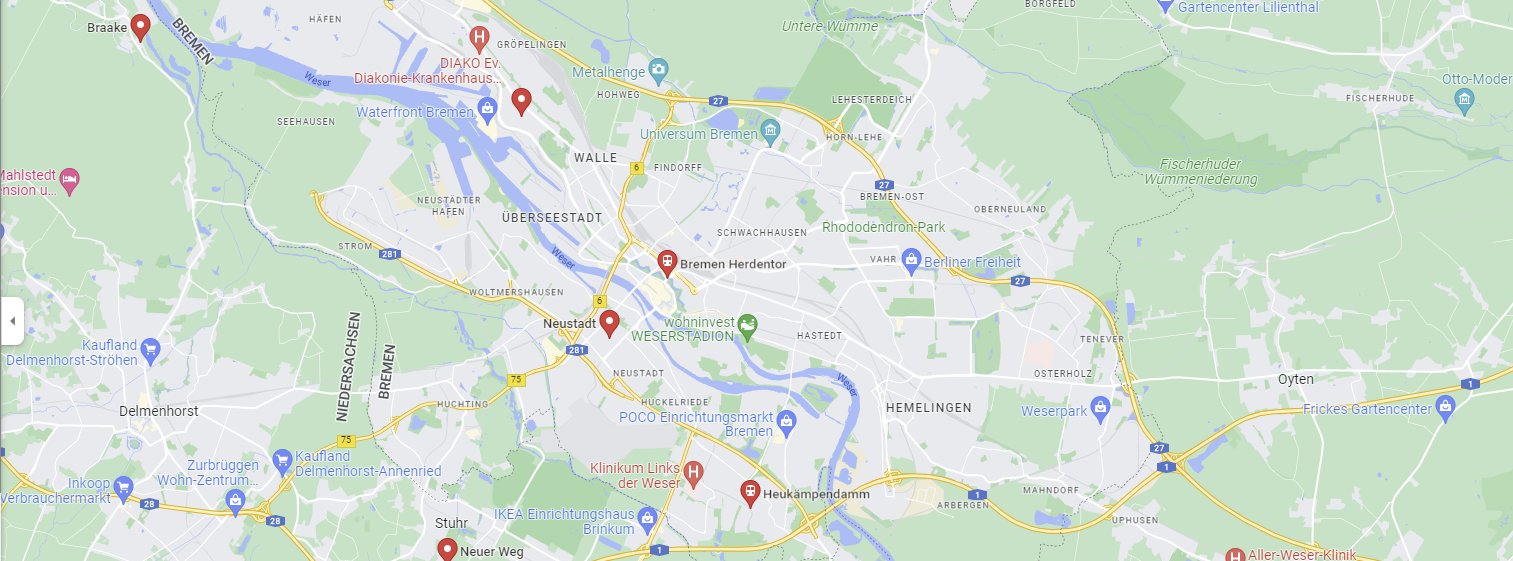 Braake
BREMEN
HÄFEN
BORGFELD
Gartencenter Lilienthal
GRÖPELINGEN
Untere Wümme
DIAKO Ev.
Diakonie-Krankenhaus...
Metalhenge
HOHWEG
Weser
Waterfront Bremen
27
LEHESTERDEICH
Otto-Moder
FISCHERHUDE
SEEHAUSEN
Universum Bremen
HORN-LEHE
WALLE
6
FINDORFF
Fischerhuder
Wümmeniederung
Mahlstedt
ension u...
27
BREMEN-OST
NEUSTÄDTER
HAFEN
OBERNEULAND
ÜBERSEESTADT
SCHWACHHAUSEN
Rhododendron-Park
STROM
281
Weser
Bremen Herdentor
VAHR
Berliner Freiheit
27
WOLTMERSHAUSEN
6
Neustadt
wohninvest
WESERSTADION
HASTEDT
TENEVER
Kaufland
Delmenhorst-Ströhen
NIEDERSACHSEN
BREMEN
281
75
NEUSTADT
Weser
OSTERHOLZ
Oyten
1
Delmenhorst
HUCHTING
HUCKELRIEDE
POCO Einrichtungsmarkt
Bremen
HEMELINGEN
Weserpark
Frickes Gartencenter
75
Kaufland
Delmenhorst-Annenried
Zurbrüggen
Wohn-Zentrum...
Klinikum Links
der Weser
27
1
Inkoop
Verbrauchermarkt
28
28
Heukämpendamm
1
MAHNDORF
ARBERGEN
UPHUSEN
Stuhr
IKEA Einrichtungshaus
Brinkum
Neuer Weg
1
Aller-Weser-Klinik